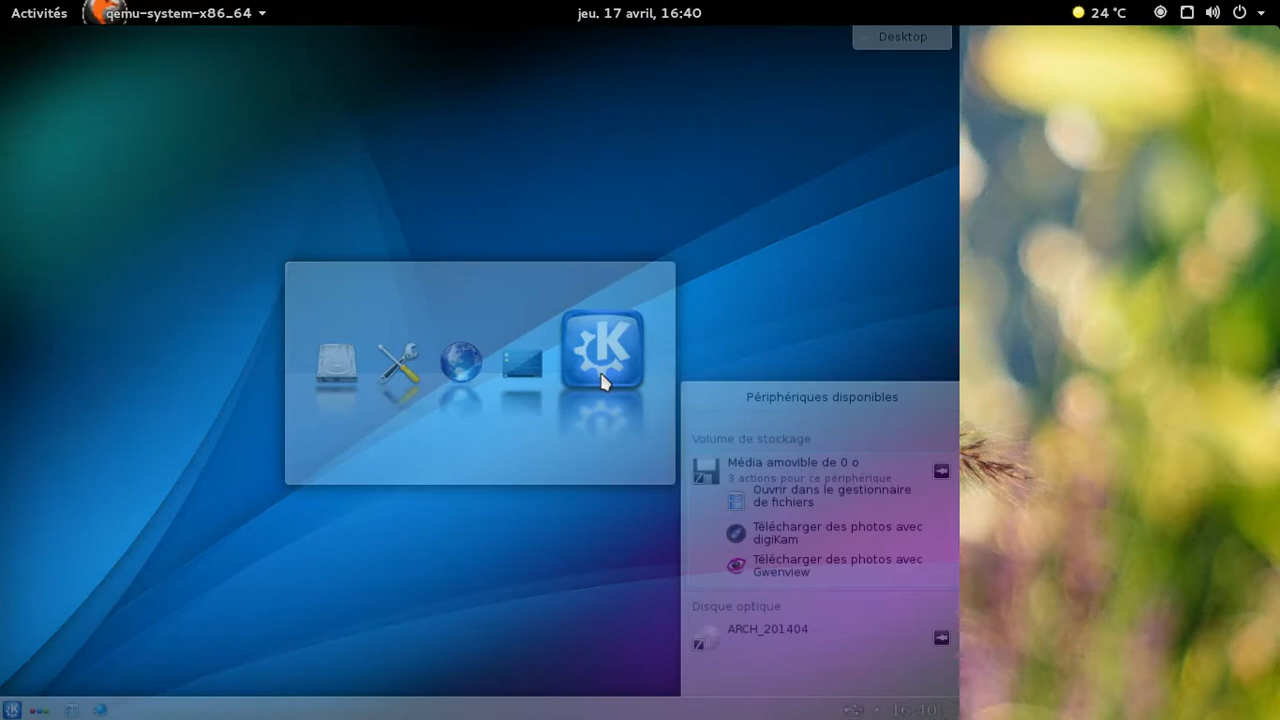 Activités qemu-system-x86_64 jeu. 17 avril, 16:40 24 °C
Desktop
Périphériques disponibles
Volume de stockage
Média amovible de 0 o
3 actions pour ce périphérique
Ouvrir dans le gestionnaire
de fichiers
Télécharger des photos avec
digiKam
Télécharger des photos avec
Gwenview
Disque optique
ARCH_201404
16:40